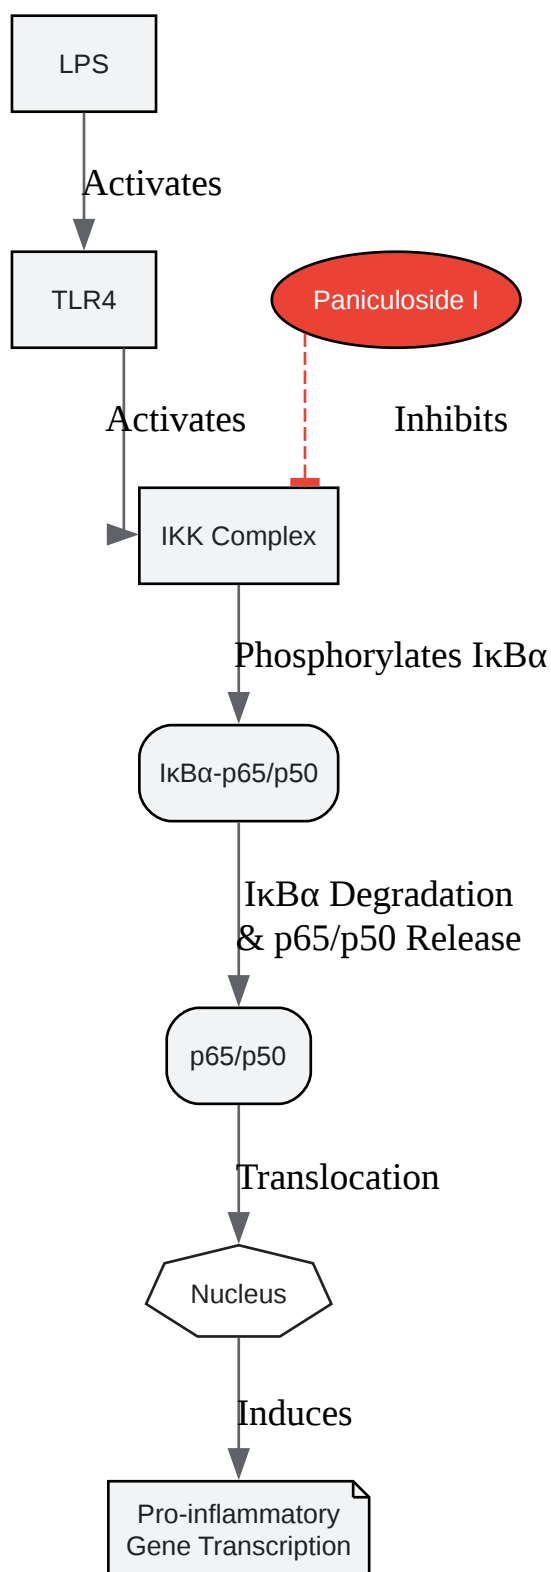 LPS
Activates
TLR4
Paniculoside I
Activates
Inhibits
IKK Complex
Phosphorylates IκBα
IκBα-p65/p50
IκBα Degradation
& p65/p50 Release
p65/p50
Translocation
Nucleus
Induces
Pro-inflammatory
Gene Transcription